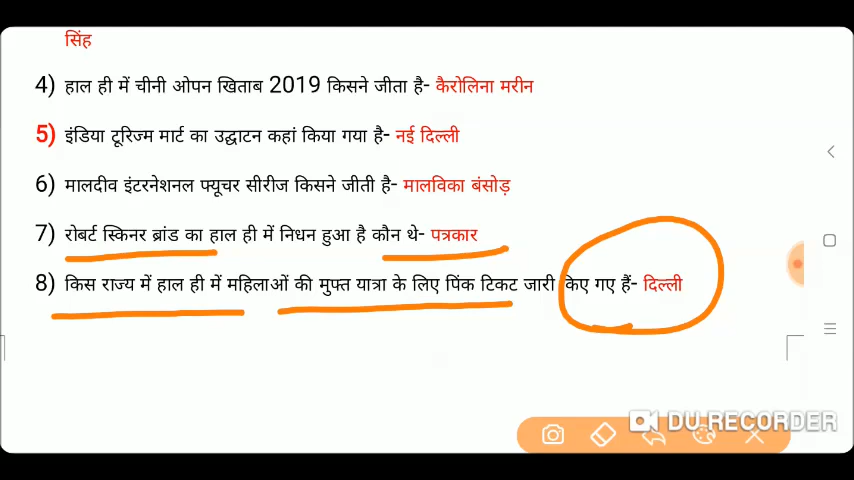 सिंह
4) हाल ही में चीनी ओपन खिताब 2019 किसने जीता है- कैरोलिना मरीन
5) इंडिया टूरिज्म मार्ट का उद्घाटन कहां किया गया है- नई दिल्ली
6) मालदीव इंटरनेशनल फ्यूचर सीरीज किसने जीती है- मालविका बंसोड़
7) रोबर्ट स्किनर ब्रांड का हाल ही में निधन हुआ है कौन थे- पत्रकार
8) किस राज्य में हाल ही में महिलाओं की मुफ्त यात्रा के लिए पिंक टिकट जारी किए गए हैं- दिल्ली
DU RECORDER